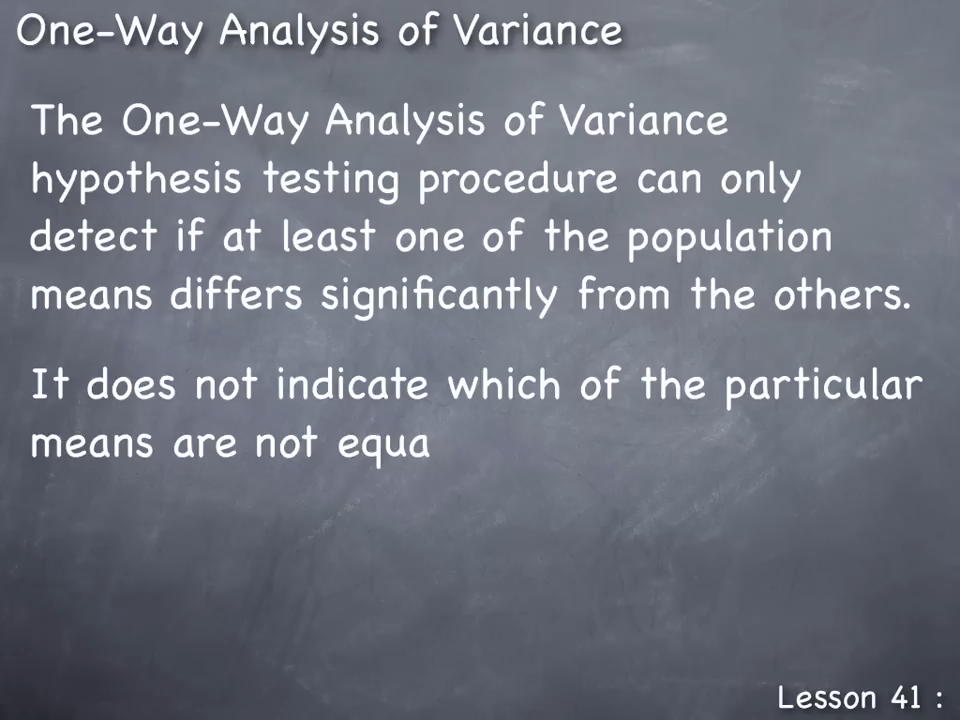 One-Way Analysis of Variance
The One-Way Analysis of Variance
hypothesis testing procedure can only
detect if at least one of the population
means differs significantly from the others.
It does not indicate which of the particular
means are not equa
Lesson 41 :